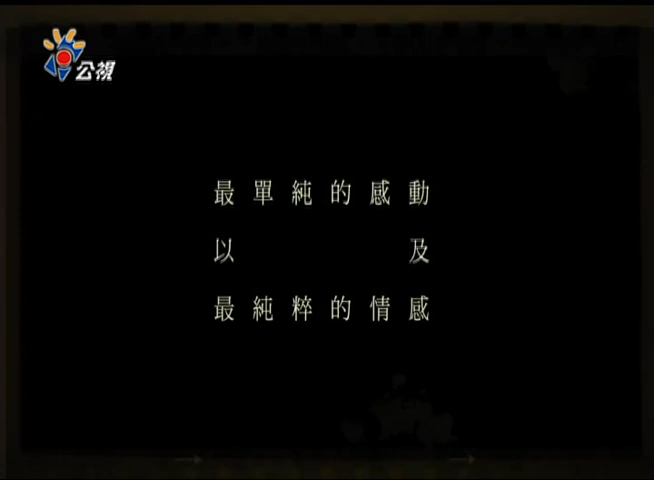 公視
最單純的感動
以及
最純粹的情感